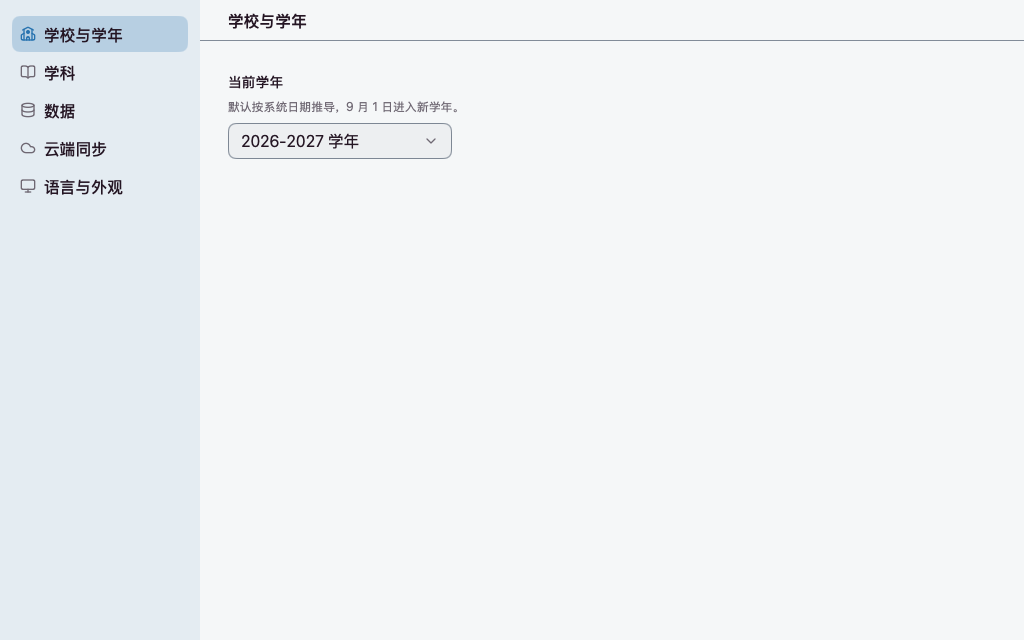 学校与学年
学科
数据
云端同步
语言与外观
学校与学年
当前学年
默认按系统日期推导，9 月 1 日进入新学年。
2026-2027 学年